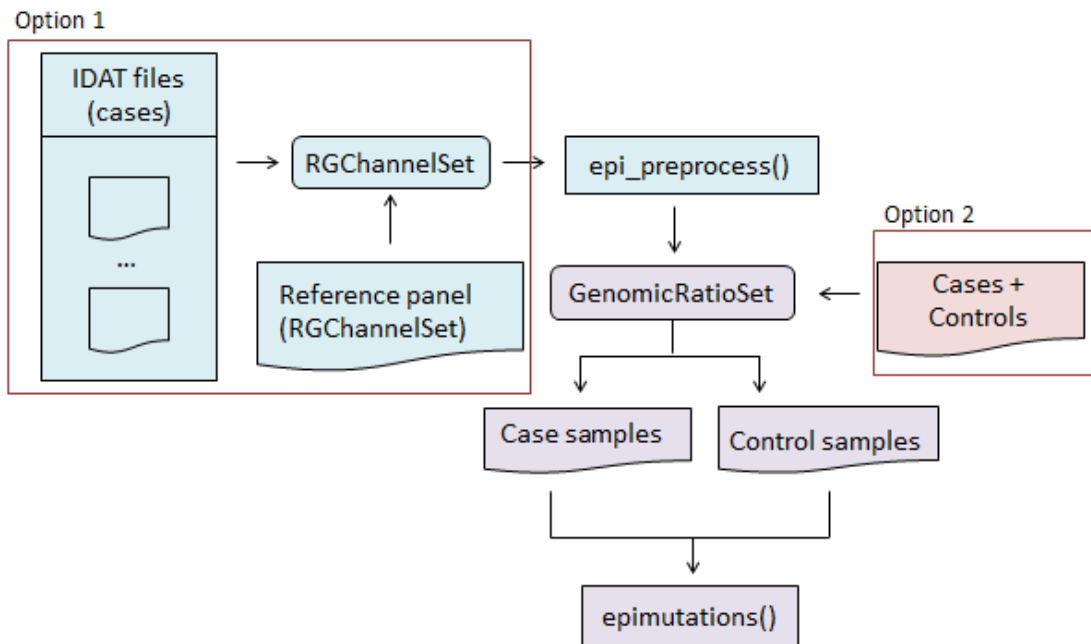 Option 1
IDAT files
(cases)
...
RGChannelSet
Reference panel
(RGChannelSet)
epi_preprocess()
Option 2
Cases +
Controls
GenomicRatioSet
Case samples
Control samples
epimutations()